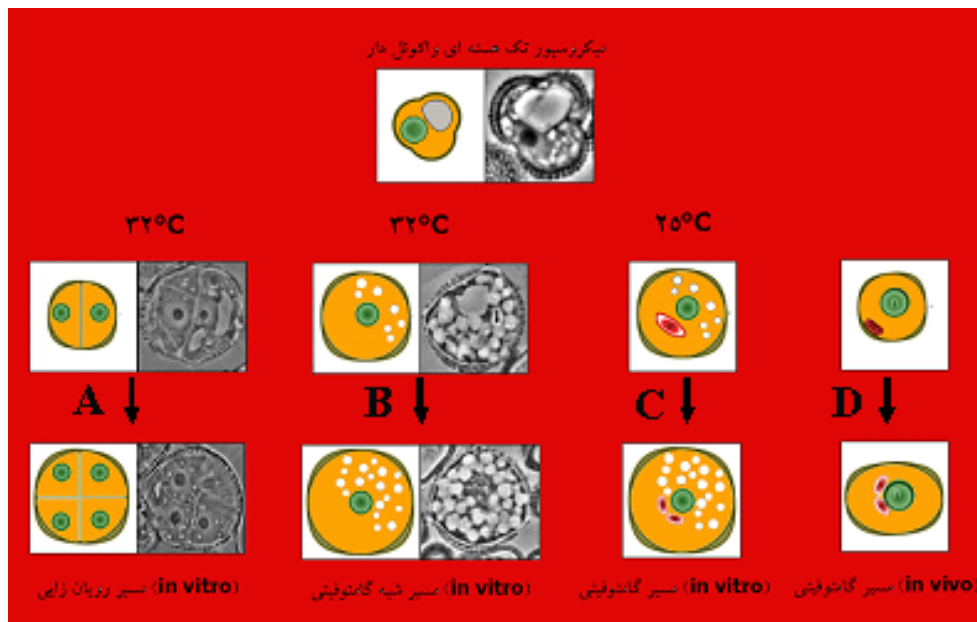 میکروسپور تک هسته ای واکوئل دار
۳۲°C
۳۲°C
۲۵°C
A
B
C
D
مسیر رویان زایی (in vitro)
مسیر شبه گامتوفیتی (in vitro)
مسیر گامتوفیتی (in vitro)
مسیر گامتوفیتی (in vivo)